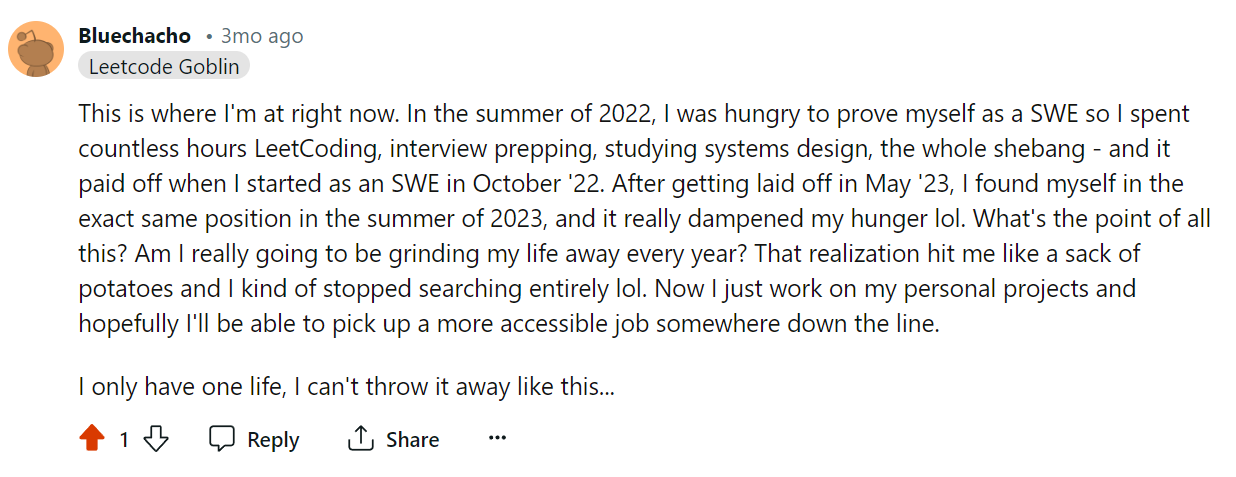 Bluechacho • 3mo ago
Leetcode Goblin
This is where I'm at right now. In the summer of 2022, I was hungry to prove myself as a SWE so I spent
countless hours LeetCoding, interview prepping, studying systems design, the whole shebang - and it
paid off when I started as an SWE in October '22. After getting laid off in May '23, I found myself in the
exact same position in the summer of 2023, and it really dampened my hunger lol. What's the point of all
this? Am I really going to be grinding my life away every year? That realization hit me like a sack of
potatoes and I kind of stopped searching entirely lol. Now I just work on my personal projects and
hopefully I'll be able to pick up a more accessible job somewhere down the line.
I only have one life, I can't throw it away like this...
1 Reply Share ...